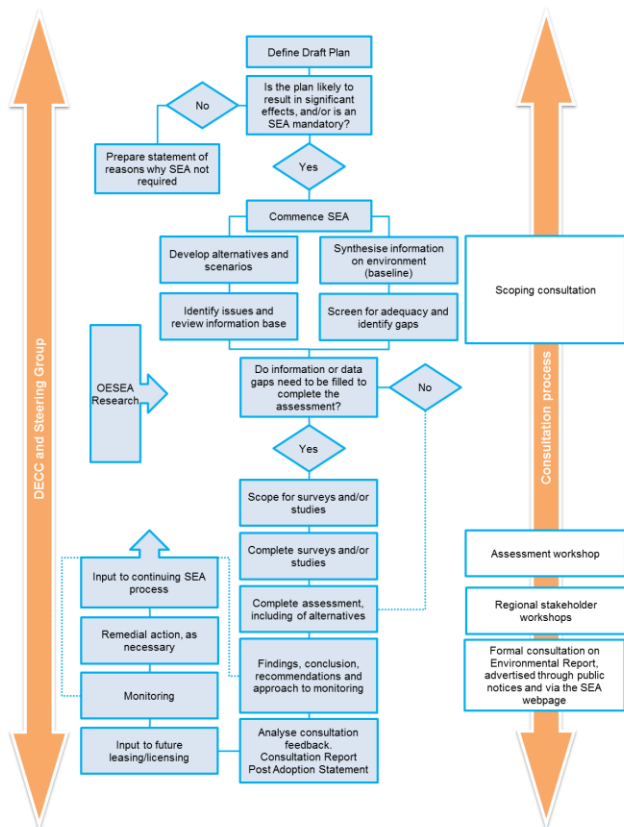 Define Draft Plan
Is the plan likely to
result in significant
effects, and/or is an
SEA mandatory?
No
Prepare statement of
reasons why SEA not
required
Yes
Commence SEA
Develop alternatives and
scenarios
Synthesise information
on environment
(baseline)
Scoping consultation
Identify issues and
review information base
Screen for adequacy and
identify gaps
DECC and Steering Group
OESEA
Research
Do information or data
gaps need to be filled to
complete the
assessment?
No
Consultation process
Yes
Scope for surveys and/or
studies
Complete surveys and/or
studies
Assessment workshop
Input to continuing SEA
process
Complete assessment,
including of alternatives
Regional stakeholder
workshops
Remedial action, as
necessary
Findings, conclusion,
recommendations and
approach to monitoring
Formal consultation on
Environmental Report,
advertised through public
notices and via the SEA
webpage
Monitoring
Input to future
leasing/licensing
Analyse consultation
feedback.
Consultation Report
Post Adoption Statement